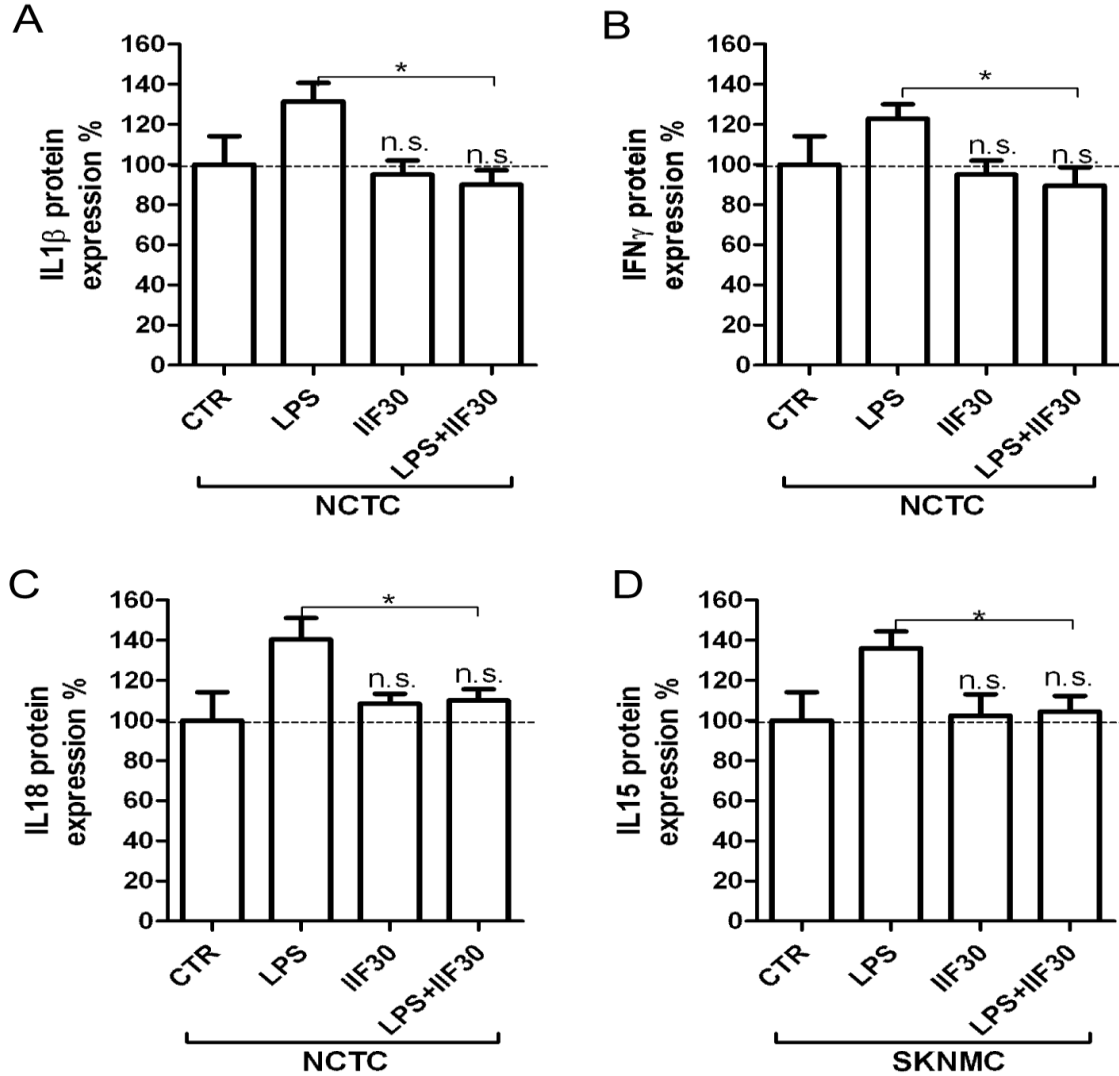 A
IL1β protein
expression %
160
140
120
100
80
60
40
20
0
*
n.s.
n.s.
CTR
LPS
IIF30
LPS+IIF30
NCTC
B
IFNγ protein
expression %
160
140
120
100
80
60
40
20
0
*
n.s.
n.s.
CTR
LPS
IIF30
LPS+IIF30
NCTC
C
IL18 protein
expression %
160
140
120
100
80
60
40
20
0
*
n.s.
n.s.
CTR
LPS
IIF30
LPS+IIF30
NCTC
D
IL15 protein
expression %
160
140
120
100
80
60
40
20
0
*
n.s.
n.s.
CTR
LPS
IIF30
LPS+IIF30
SKNMC